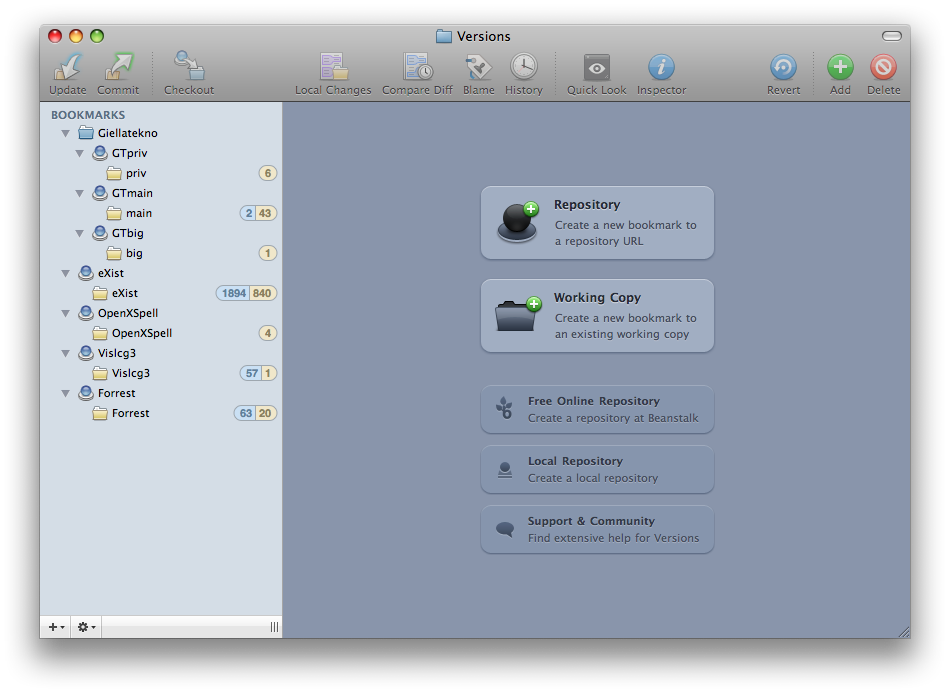 Versions
Update Commit Checkout Local Changes Compare Diff Blame History Quick Look Inspector Revert Add Delete
BOOKMARKS
Giellatekno
GTpriv
priv 6
GTmain
main 2 43
GTbig
big 1
eXist
eXist 1894 840
OpenXSpell
OpenXSpell 4
Vislcg3
Vislcg3 57 1
Forrest
Forrest 63 20
Repository
Create a new bookmark to
a repository URL
Working Copy
Create a new bookmark to
an existing working copy
Free Online Repository
Create a repository at Beanstalk
Local Repository
Create a local repository
Support & Community
Find extensive help for Versions